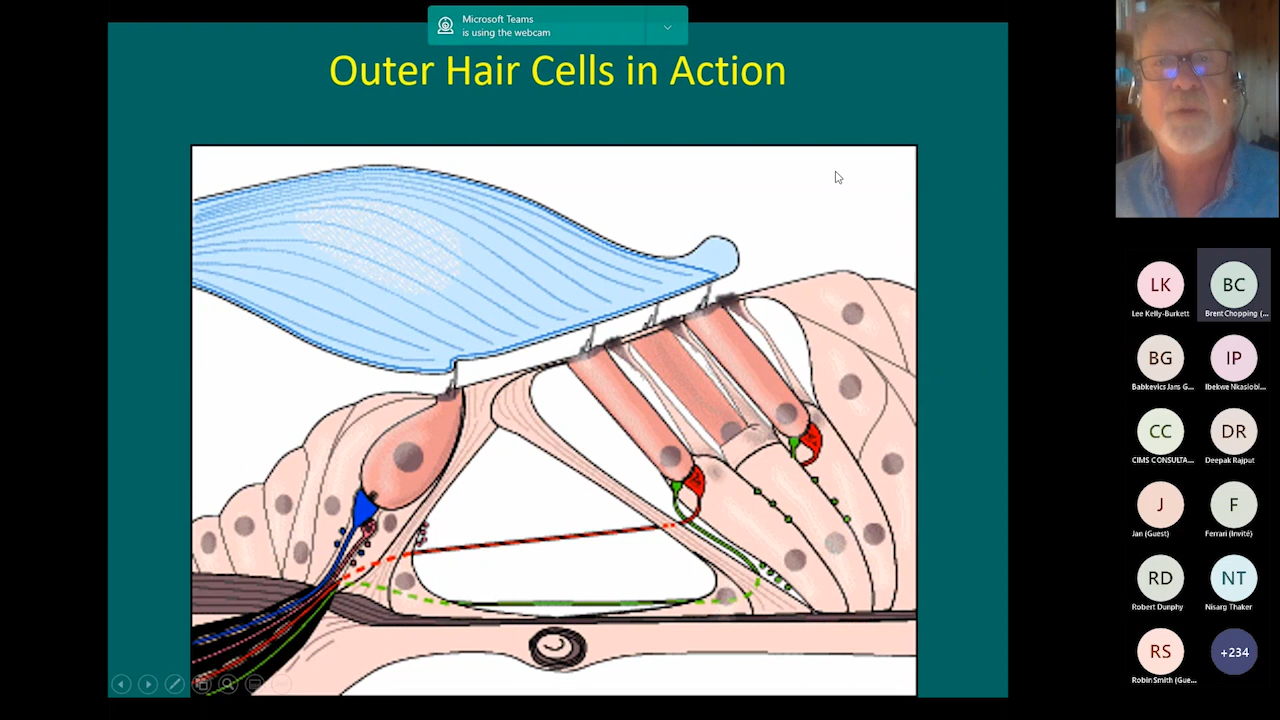 Microsoft Teams
is using the webcam
Outer Hair Cells in Action
LK
Lee Kelly-Burkett
BC
Brent Chopping (...
BG
Babkevics Jans G...
IP
Ibekwe Nkasiobi...
CC
CIMS CONSULTA...
DR
Deepak Rajput
J
Jan (Guest)
F
Ferrari (Invité)
RD
Robert Dunphy
NT
Nisarg Thaker
RS
Robin Smith (Gue...
+234